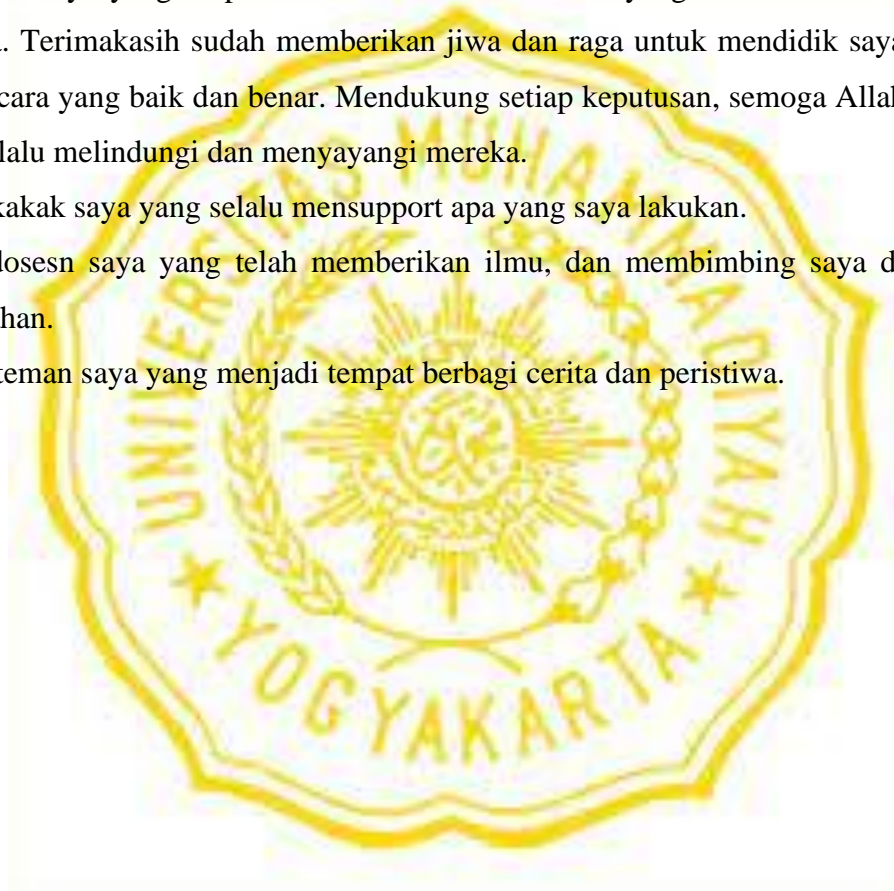 . Terimakasih sudah memberikan jiwa dan raga untuk mendidik saya
cara yang baik dan benar. Mendukung setiap keputusan, semoga Allah
lalu melindungi dan menyayangi mereka.
kakak saya yang selalu mensupport apa yang saya lakukan.
dosesn saya yang telah memberikan ilmu, dan membimbing saya d
han.
teman saya yang menjadi tempat berbagi cerita dan peristiwa.
UNIVERSITAS MUHAMMADIYAH
YOGYAKARTA